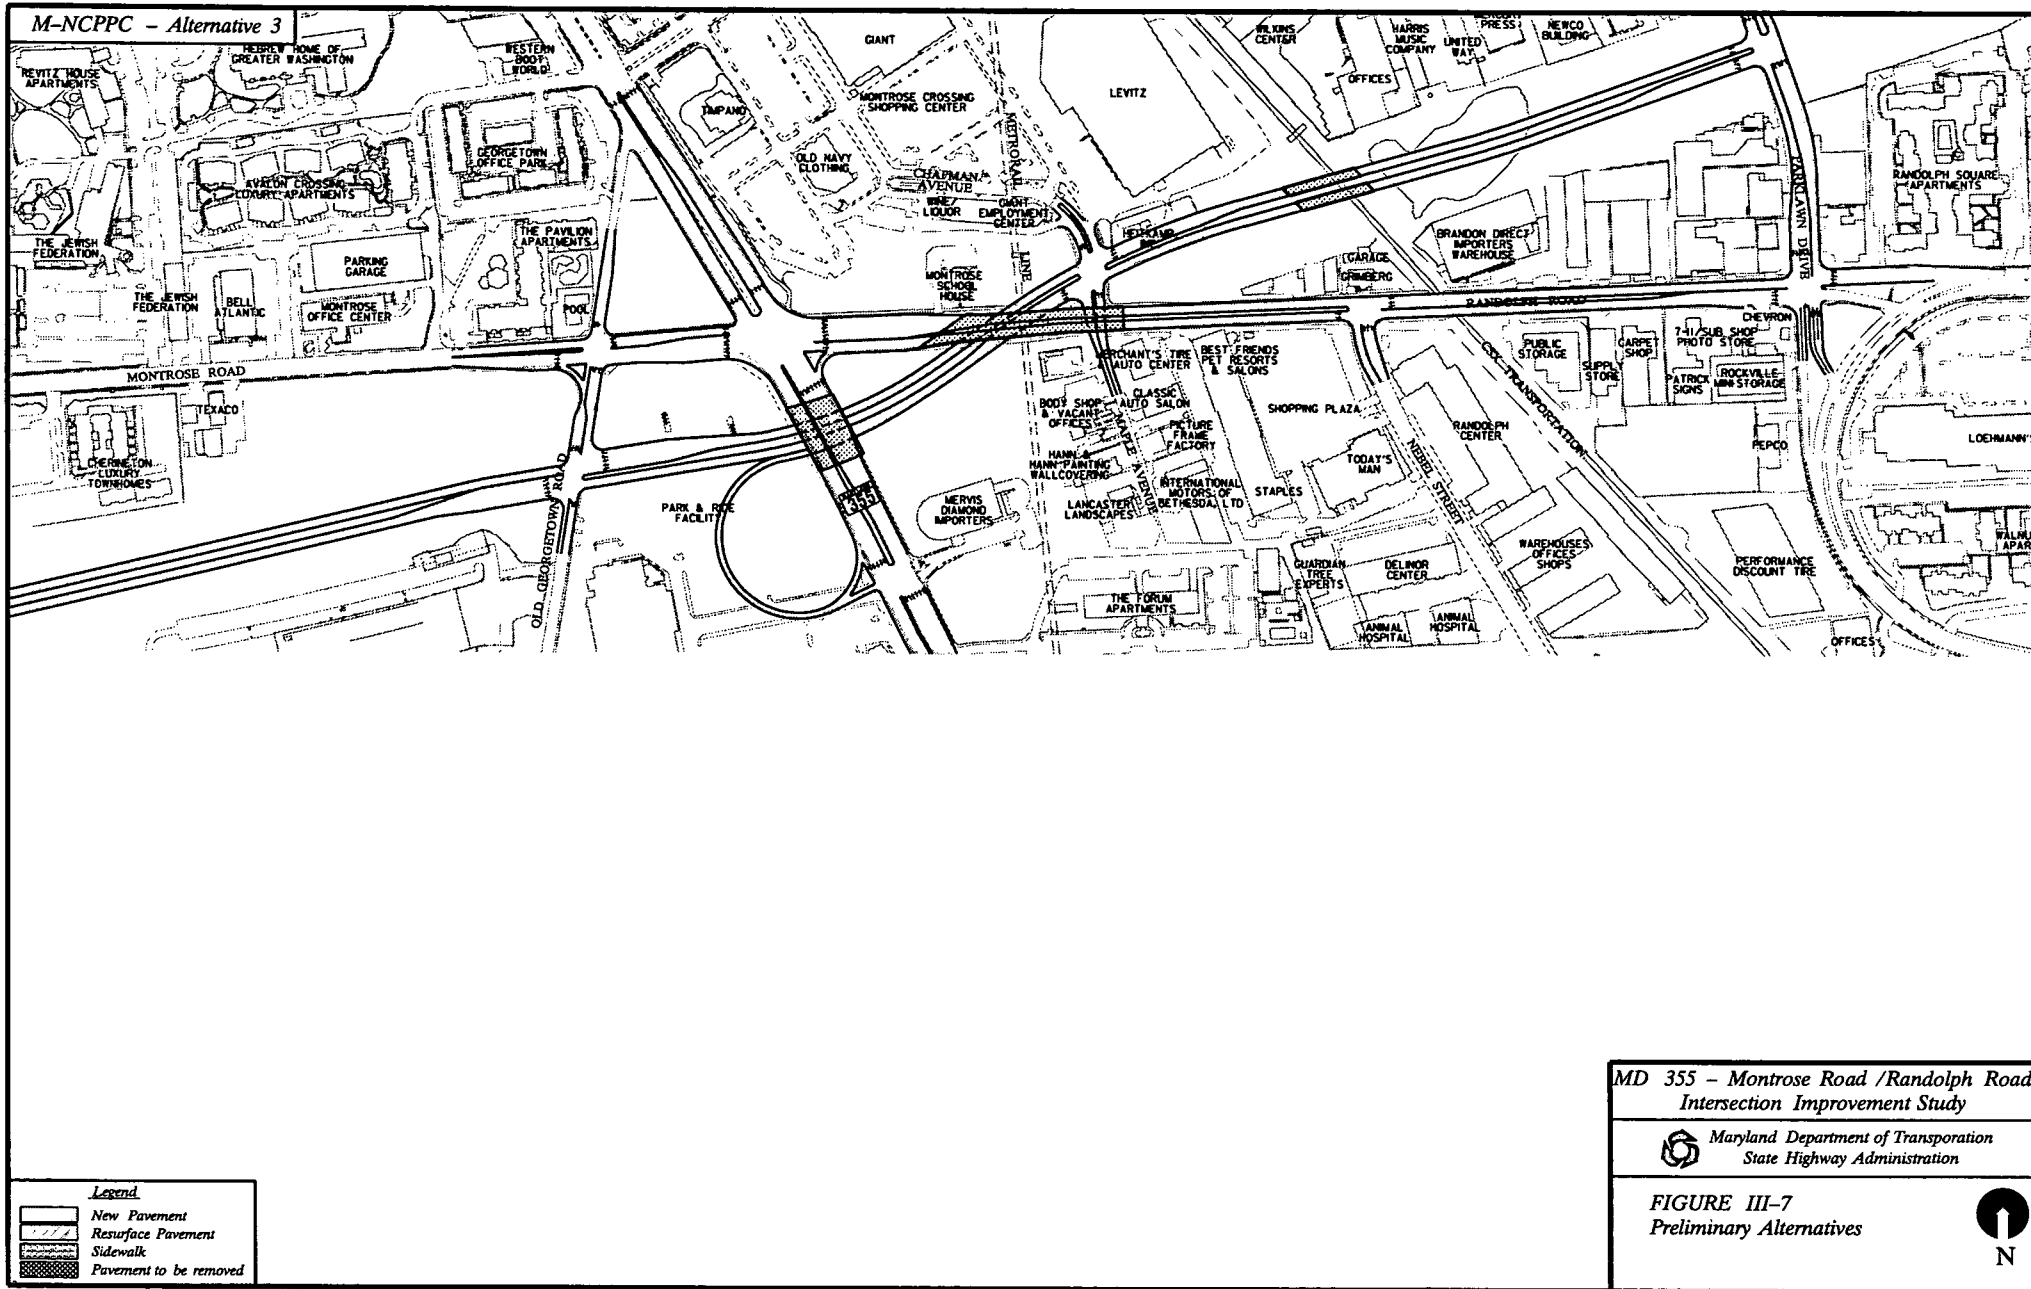 M-NCPPC - Alternative 3
REVITZ HOUSE
APARTMENTS
HEBREW HOME OF
GREATER WASHINGTON
WESTERN
BOOT
WORLD
GIANT
WILKINS
CENTER
HARRIS
MUSIC
COMPANY
UNITED
WAY
PRESS
NEWCO
BUILDING
OFFICES
LEVITZ
TIMPANO
MONTROSE CROSSING
SHOPPING CENTER
METRORAIL
LINE
OLD NAVY
CLOTHING
CHAPMAN
AVENUE
WINE/
LIQUOR
EMPLOYMENT
CENTER
GEORGETOWN
OFFICE PARK
AVALON CROSSING
LUXURY APARTMENTS
THE JEWISH
FEDERATION
PARKING
GARAGE
THE PAVILION
APARTMENTS
THE JEWISH
FEDERATION
BELL
ATLANTIC
MONTROSE
OFFICE CENTER
POOL
MONTROSE
SCHOOL
HOUSE
GARAGE
GRIMBERG
BRANDON DIRECT
IMPORTERS
WAREHOUSE
PARKLAWN DRIVE
RANDOLPH SQUARE
APARTMENTS
RANDOLPH ROAD
CHEVRON
MONTROSE ROAD
TEXACO
CHERINGTON
LUXURY
TOWNHOMES
MERCHANT'S TIRE
& AUTO CENTER
BEST FRIENDS
PET RESORTS
& SALONS
CLASSIC
AUTO SALON
BODY SHOP
& VACANT
OFFICES
PICTURE
FRAME
FACTORY
SHOPPING PLAZA
MAPLE AVENUE
HANN &
HANN PAINTING
WALLCOVERING
TODAY'S
MAN
RANDOLPH
CENTER
CSX TRANSPORTATION
PUBLIC
STORAGE
SUPPLY
STORE
CARPET
SHOP
7-11/SUB SHOP
PHOTO STORE
PATRICK
SIGNS
ROCKVILLE
MINI STORAGE
PEPCO
LOEHMANN'S
OLD GEORGETOWN ROAD
PARK & RIDE
FACILITY
355
MERVIS
DIAMOND
IMPORTERS
LANCASTER
LANDSCAPES
INTERNATIONAL
MOTORS OF
BETHESDA, LTD
STAPLES
NEBEL STREET
GUARDIAN
TREE
EXPERTS
DELINOR
CENTER
WAREHOUSES
OFFICES
SHOPS
PERFORMANCE
DISCOUNT TIRE
THE FORUM
APARTMENTS
ANIMAL
HOSPITAL
ANIMAL
HOSPITAL
OFFICES
MD 355 - Montrose Road /Randolph Road
Intersection Improvement Study
Maryland Department of Transporation
State Highway Administration
FIGURE III-7
Preliminary Alternatives
N
Legend
New Pavement
Resurface Pavement
Sidewalk
Pavement to be removed